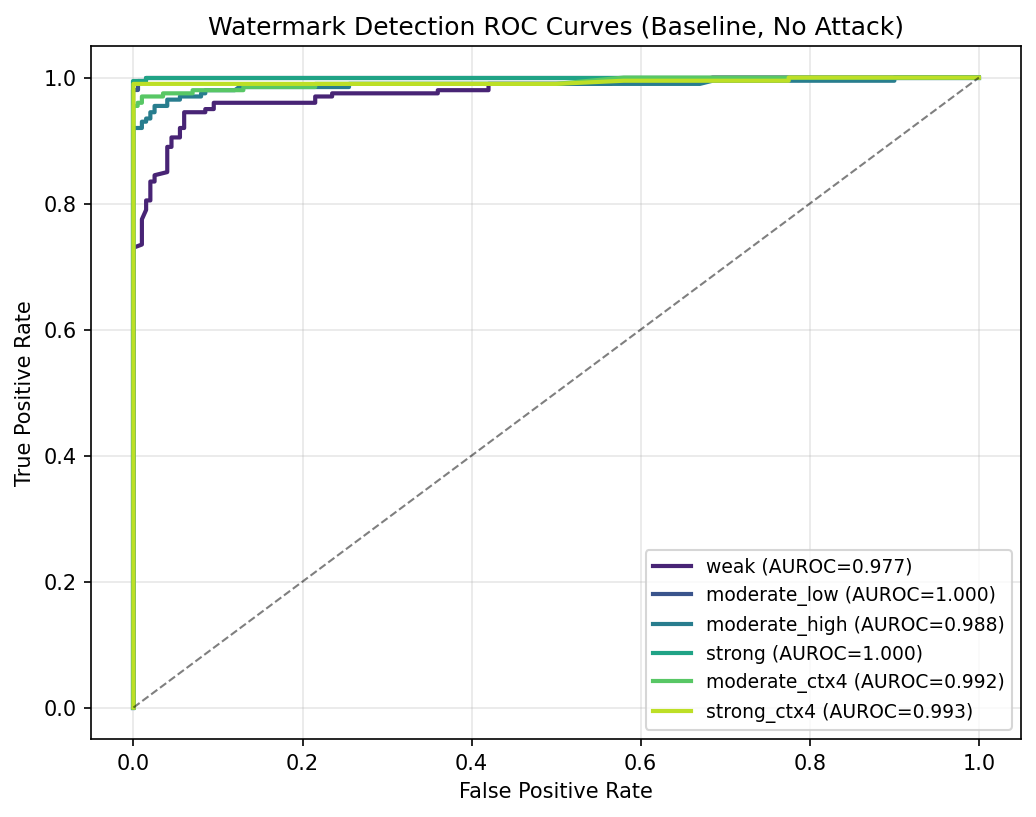 Watermark Detection ROC Curves (Baseline, No Attack)
True Positive Rate
1.0
0.8
0.6
0.4
0.2
0.0
0.0 0.2 0.4 0.6 0.8 1.0
False Positive Rate
weak (AUROC=0.977)
moderate_low (AUROC=1.000)
moderate_high (AUROC=0.988)
strong (AUROC=1.000)
moderate_ctx4 (AUROC=0.992)
strong_ctx4 (AUROC=0.993)